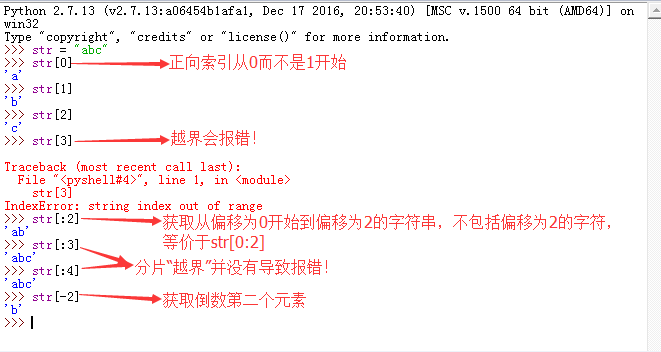 Python 2.7.13 (v2.7.13:a06454b1afa1, Dec 17 2016, 20:53:40) [MSC v.1500 64 bit (AMD64)] on
win32
Type "copyright", "credits" or "license()" for more information.
>>> str = "abc"
>>> str[0] 正向索引从0而不是1开始
'a'
>>> str[1]
'b'
>>> str[2]
'c'
>>> str[3] 越界会报错！
Traceback (most recent call last):
  File "<pyshell#4>", line 1, in <module>
    str[3]
IndexError: string index out of range
>>> str[:2] 获取从偏移为0开始到偏移为2的字符串，不包括偏移为2的字符，
'ab' 等价于str[0:2]
>>> str[:3]
'abc' 分片“越界”并没有导致报错！
>>> str[:4]
'abc'
>>> str[-2] 获取倒数第二个元素
'b'
>>>